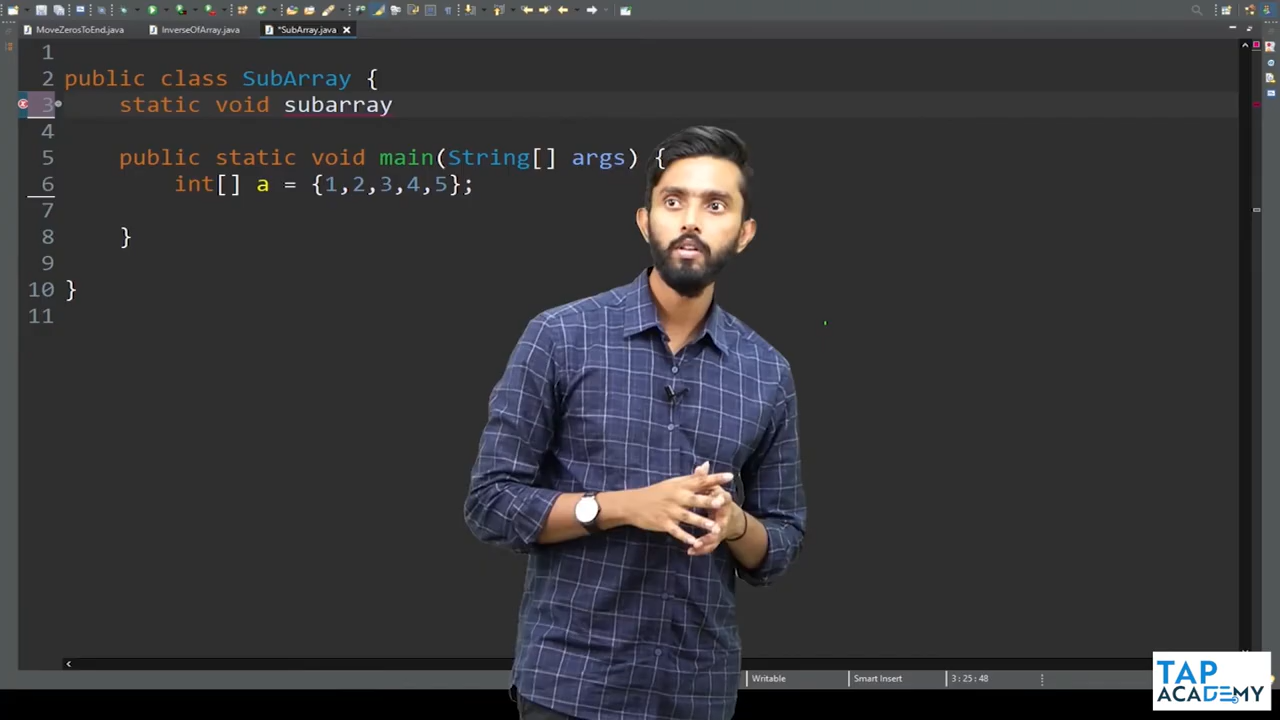 MoveZerosToEnd.java InverseOfArray.java *SubArray.java
1
2 public class SubArray {
3 static void subarray
4
5 public static void main(String[] args) {
6 int[] a = {1,2,3,4,5};
7
8 }
9
10 }
11
Writable Smart Insert 3 : 25 : 48
TAP
ACADEMY